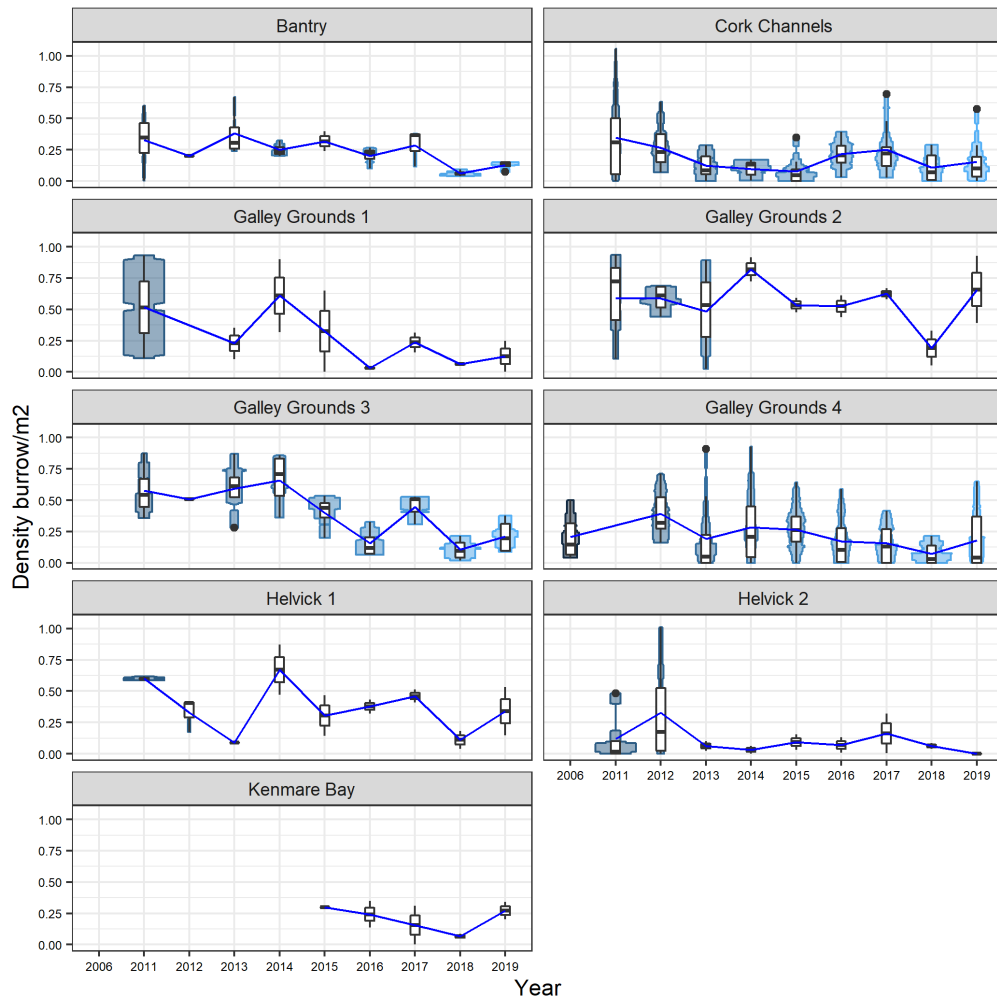 Bantry
Cork Channels
1.00
0.75
0.50
0.25
0.00
Galley Grounds 1
Galley Grounds 2
1.00
0.75
0.50
0.25
0.00
Galley Grounds 3
Galley Grounds 4
1.00
0.75
0.50
0.25
0.00
Helvick 1
Helvick 2
1.00
0.75
0.50
0.25
0.00
2006 2011 2012 2013 2014 2015 2016 2017 2018 2019
Kenmare Bay
1.00
0.75
0.50
0.25
0.00
2006 2011 2012 2013 2014 2015 2016 2017 2018 2019
Density burrow/m2
Year